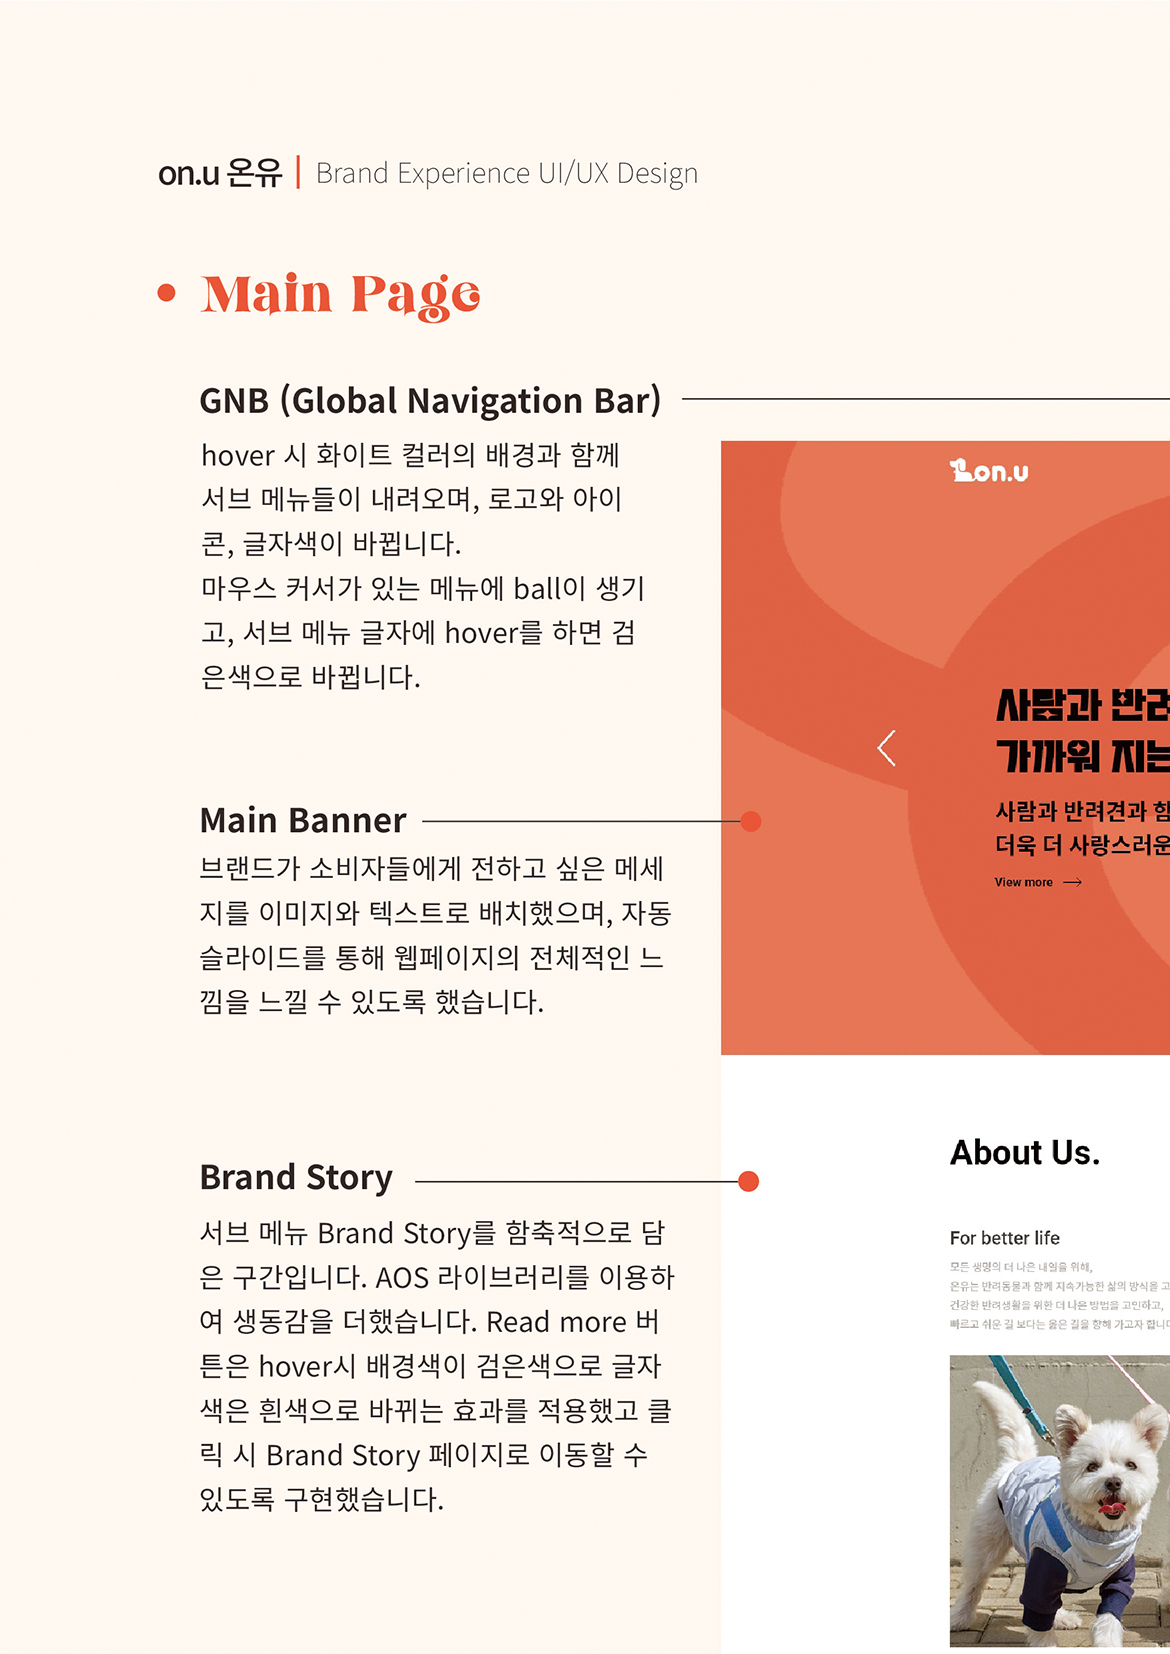 on.u 온유 | Brand Experience UI/UX Design
• Main Page
GNB (Global Navigation Bar)
hover 시 화이트 컬러의 배경과 함께
서브 메뉴들이 내려오며, 로고와 아이
콘, 글자색이 바뀝니다.
마우스 커서가 있는 메뉴에 ball이 생기
고, 서브 메뉴 글자에 hover를 하면 검
은색으로 바뀝니다.
Main Banner
브랜드가 소비자들에게 전하고 싶은 메세
지를 이미지와 텍스트로 배치했으며, 자동
슬라이드를 통해 웹페이지의 전체적인 느
낌을 느낄 수 있도록 했습니다.
Brand Story
서브 메뉴 Brand Story를 함축적으로 담
은 구간입니다. AOS 라이브러리를 이용하
여 생동감을 더했습니다. Read more 버
튼은 hover시 배경색이 검은색으로 글자
색은 흰색으로 바뀌는 효과를 적용했고 클
릭 시 Brand Story 페이지로 이동할 수
있도록 구현했습니다.
on.u
사람과 반려
가까워 지는
사람과 반려견과 함
더욱 더 사랑스러운
View more
About Us.
For better life
모든 생명의 더 나은 내일을 위해,
온유는 반려동물과 함께 지속가능한 삶의 방식을 고
건강한 반려생활을 위한 더 나은 방법을 고민하고,
빠르고 쉬운 길 보다는 옳은 길을 향해 가고자 합니다